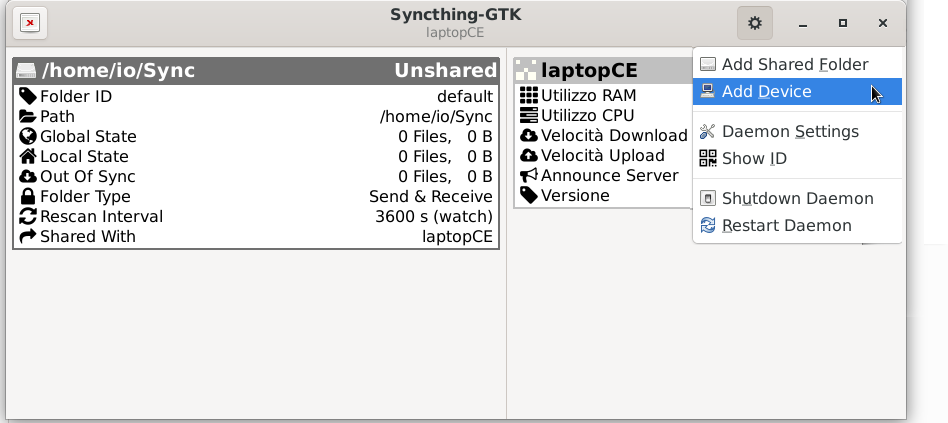 Syncthing-GTK
laptopCE
/home/io/Sync Unshared
Folder ID default
Path /home/io/Sync
Global State 0 Files, 0 B
Local State 0 Files, 0 B
Out Of Sync 0 Files, 0 B
Folder Type Send & Receive
Rescan Interval 3600 s (watch)
Shared With laptopCE
laptopCE
Utilizzo RAM
Utilizzo CPU
Velocità Download
Velocità Upload
Announce Server
Versione
Add Shared Folder
Add Device
Daemon Settings
Show ID
Shutdown Daemon
Restart Daemon